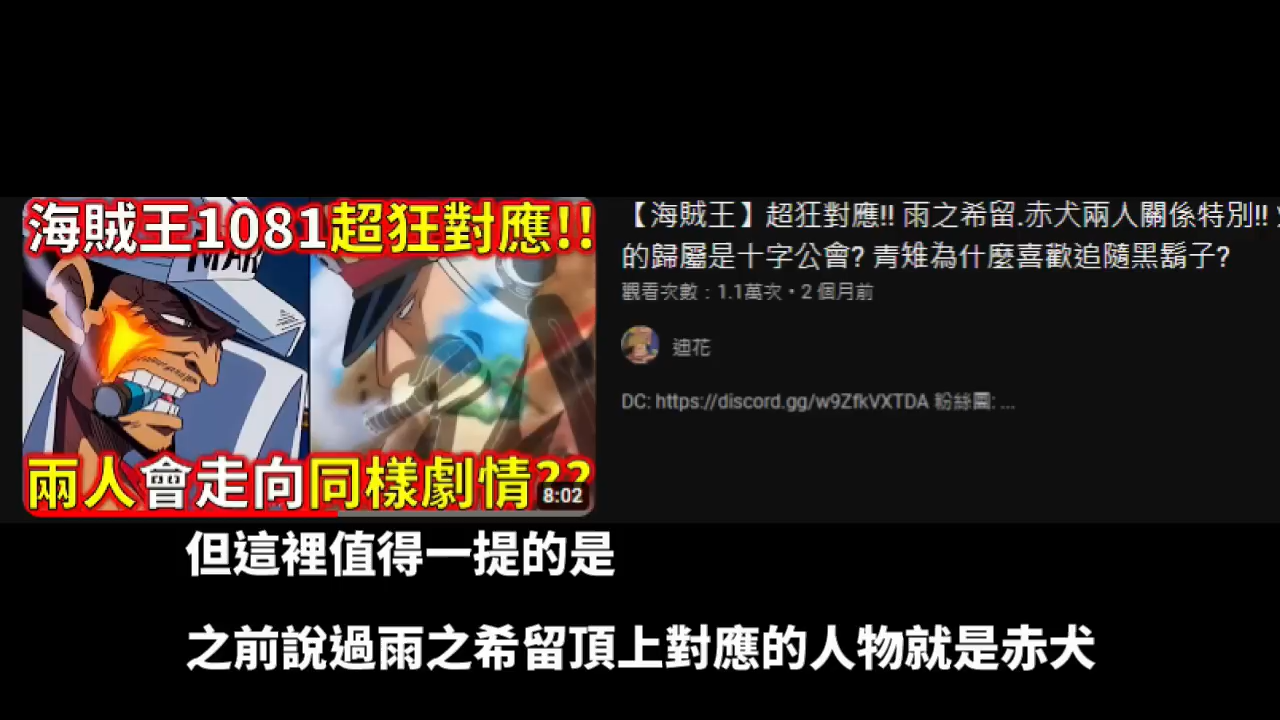 海賊王1081超狂對應!!
MAR
兩人會走向同樣劇情??
8:02
【海賊王】超狂對應!! 雨之希留.赤犬兩人關係特別!!
的歸屬是十字公會? 青雉為什麼喜歡追隨黑鬍子?
觀看次數：1.1萬次・2 個月前
迪花
DC: https://discord.gg/w9ZfkVXTDA 粉絲團: ...
但這裡值得一提的是
之前說過雨之希留頂上對應的人物就是赤犬